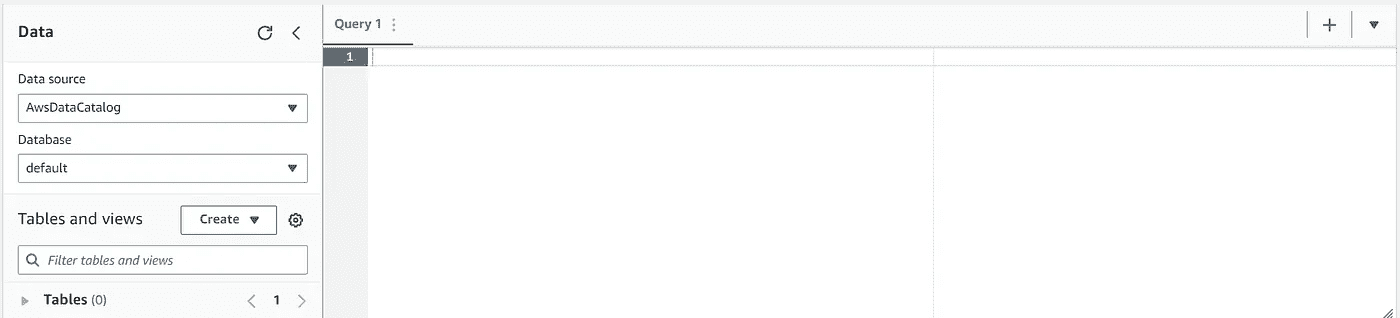 Data
Data source
AwsDataCatalog
Database
default
Tables and views
Create
Filter tables and views
Tables (0)
1
Query 1
1